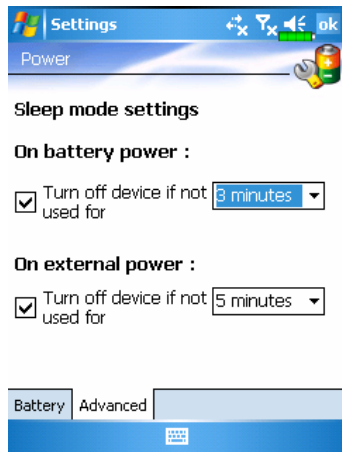 Settings
ok
Power
Sleep mode settings
On battery power :
Turn off device if not 3 minutes
used for
On external power :
Turn off device if not 5 minutes
used for
Battery Advanced